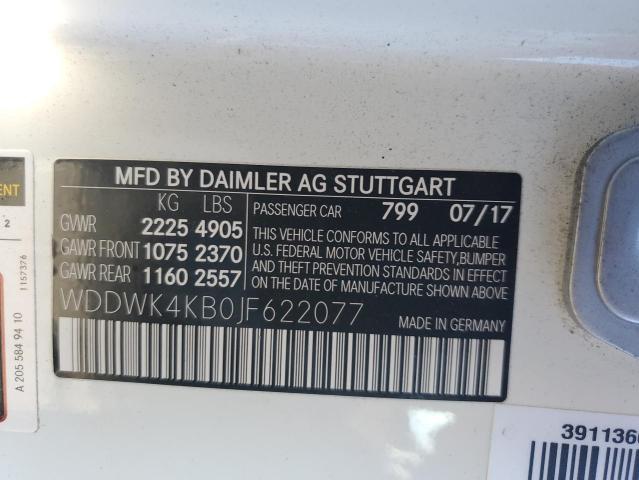 MFD BY DAIMLER AG STUTTGART
KG LBS
GVWR 2225 4905
GAWR FRONT 1075 2370
GAWR REAR 1160 2557
PASSENGER CAR 799 07/17
THIS VEHICLE CONFORMS TO ALL APPLICABLE
U.S. FEDERAL MOTOR VEHICLE SAFETY,BUMPER
AND THEFT PREVENTION STANDARDS IN EFFECT
ON THE DATE OF MANUFACTURE SHOWN ABOVE.
WDDWK4KB0JF622077
MADE IN GERMANY
2
1157376
A 205 584 94 10